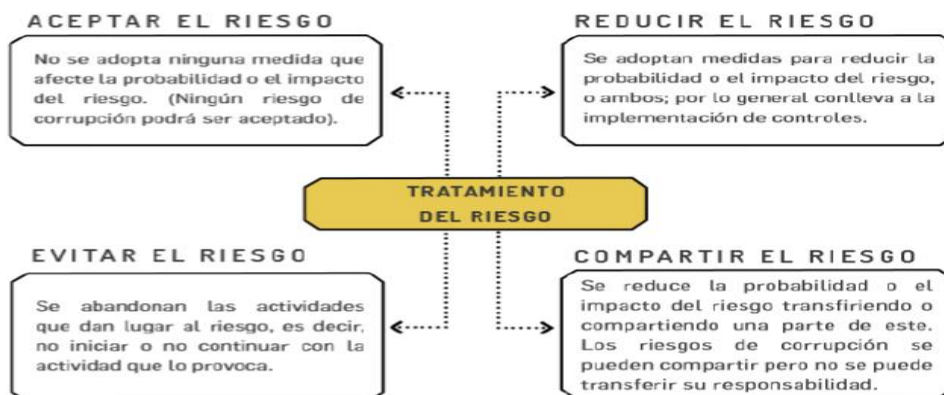 ACEPTAR EL RIESGO
No se adopta ninguna medida que
afecte la probabilidad o el impacto
del riesgo. (Ningún riesgo de
corrupción podrá ser aceptado).
REDUCIR EL RIESGO
Se adoptan medidas para reducir la
probabilidad o el impacto del riesgo,
o ambos; por lo general conlleva a la
implementación de controles.
TRATAMIENTO
DEL RIESGO
EVITAR EL RIESGO
Se abandonan las actividades
que dan lugar al riesgo, es decir,
no iniciar o no continuar con la
actividad que lo provoca.
COMPARTIR EL RIESGO
Se reduce la probabilidad o el
impacto del riesgo transfiriendo o
compartiendo una parte de este.
Los riesgos de corrupción se
pueden compartir pero no se puede
transferir su responsabilidad.